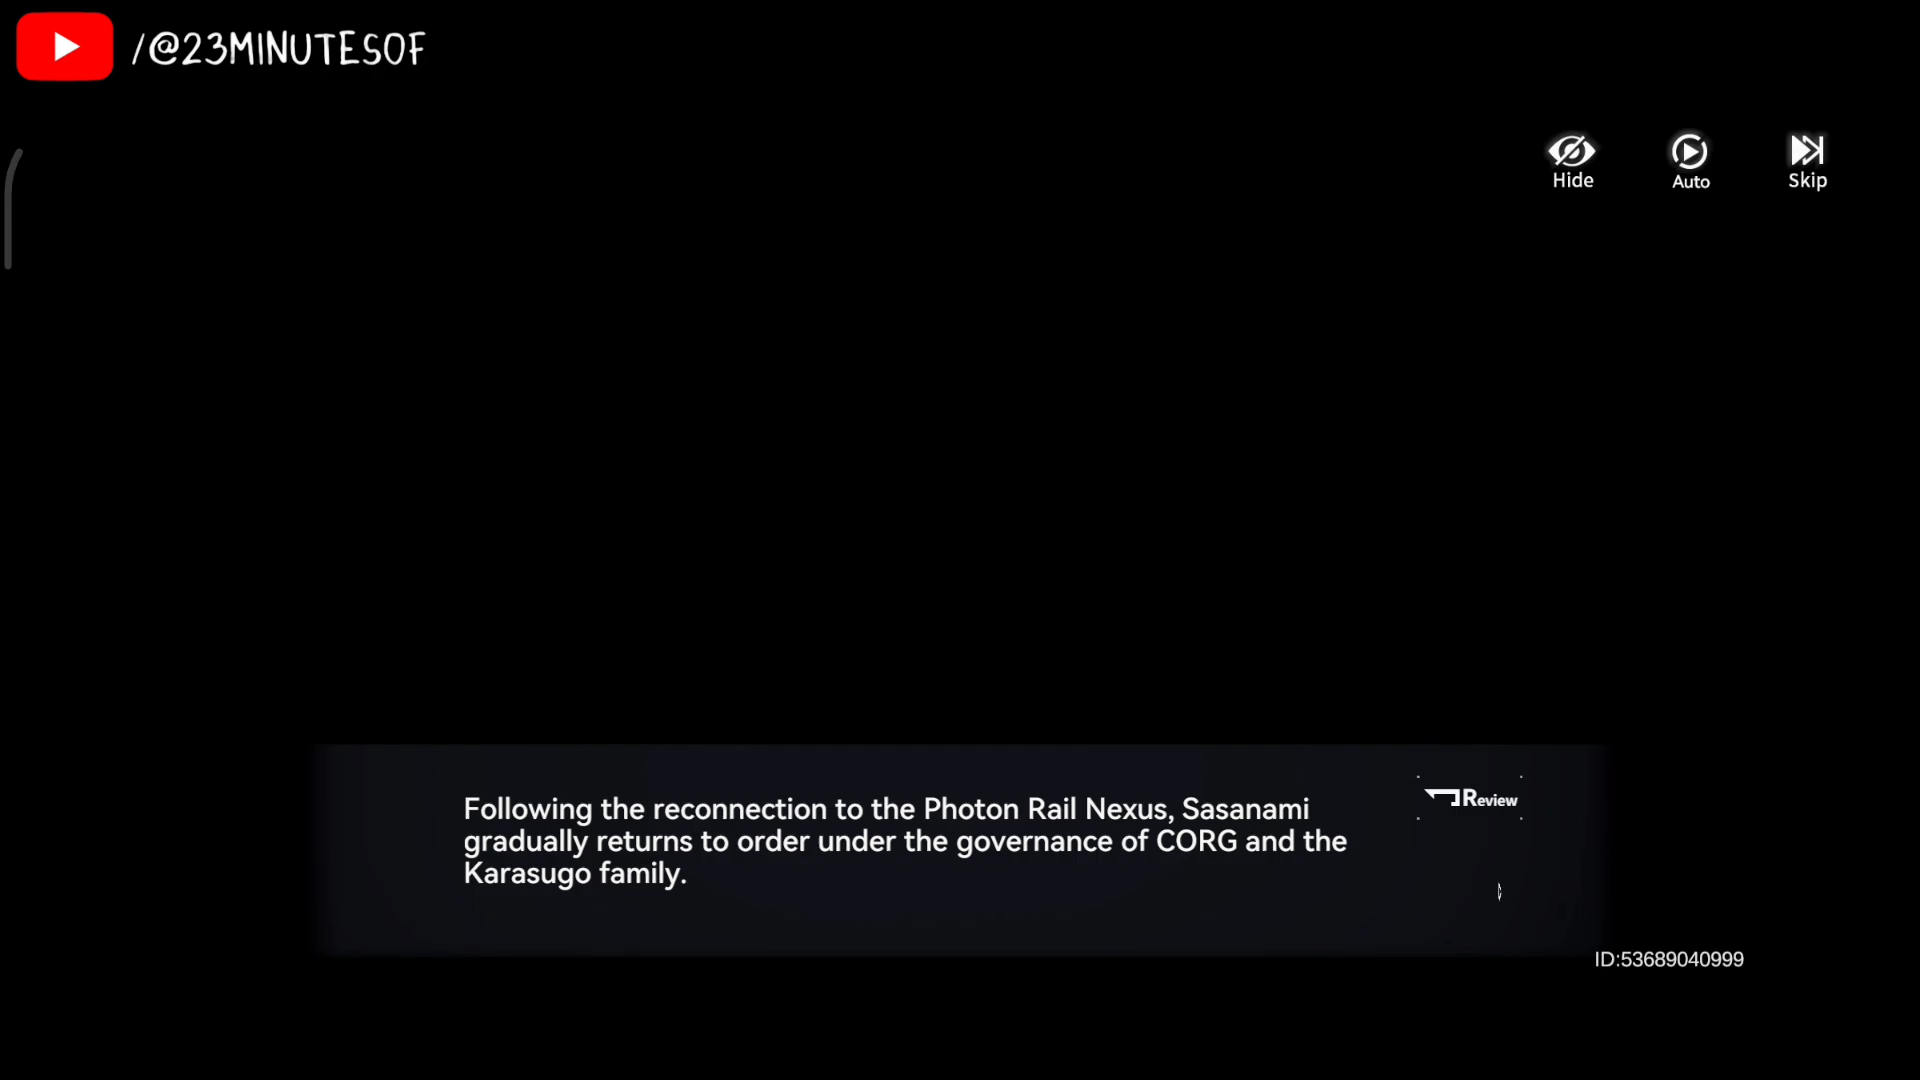 /@23MINUTESOF
Hide
Auto
Skip
Following the reconnection to the Photon Rail Nexus, Sasanami
gradually returns to order under the governance of CORG and the
Karasugo family.
Review
ID:53689040999